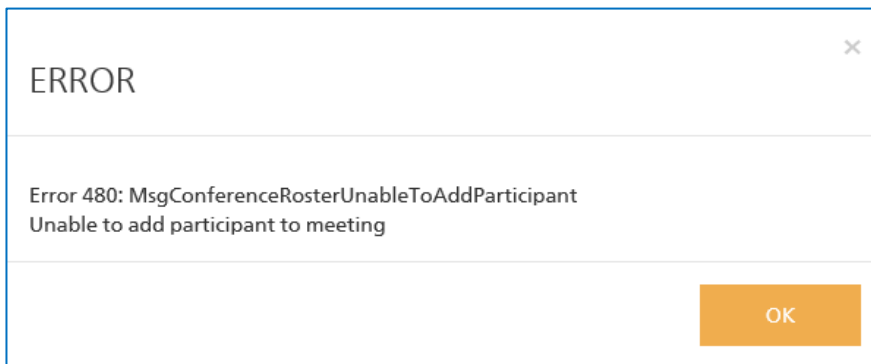 ×
ERROR
Error 480: MsgConferenceRosterUnableToAddParticipant
Unable to add participant to meeting
OK